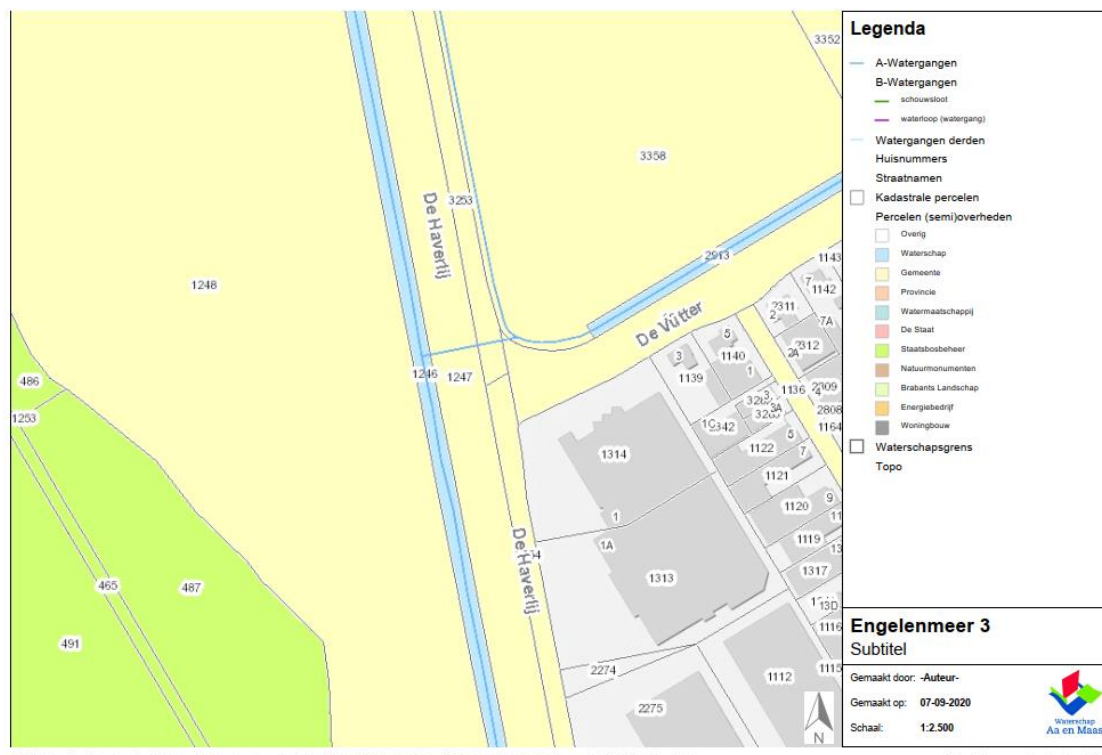 3352
3358
3253
De Haverlij
1248
2913
1143
De Vutter
7
1142
2311
2
7A
2312
2A
5
3
1140
1
1139
1246
1247
486
1253
1136
2309
4
2808
1164
3A
2342
5
1122
7
1121
1314
9
1120
11
1
1A
1119
13
De Haverlij
1317
1313
465
487
13D
1116
491
2274
1112
1115
2275
N
Legenda
A-Watergangen
B-Watergangen
schouwsloot
waterloop (watergang)
Watergangen derden
Huisnummers
Straatnamen
Kadastrale percelen
Percelen (semi)overheden
Overig
Waterschap
Gemeente
Provincie
Watermaatschappij
De Staat
Staatsbosbeheer
Natuurmonumenten
Brabants Landschap
Energiebedrijf
Woningbouw
Waterschapsgrens
Topo
Engelenmeer 3
Subtitel
Gemaakt door: -Auteur-
Gemaakt op: 07-09-2020
Schaal: 1:2.500
Waterschap
Aa en Maas